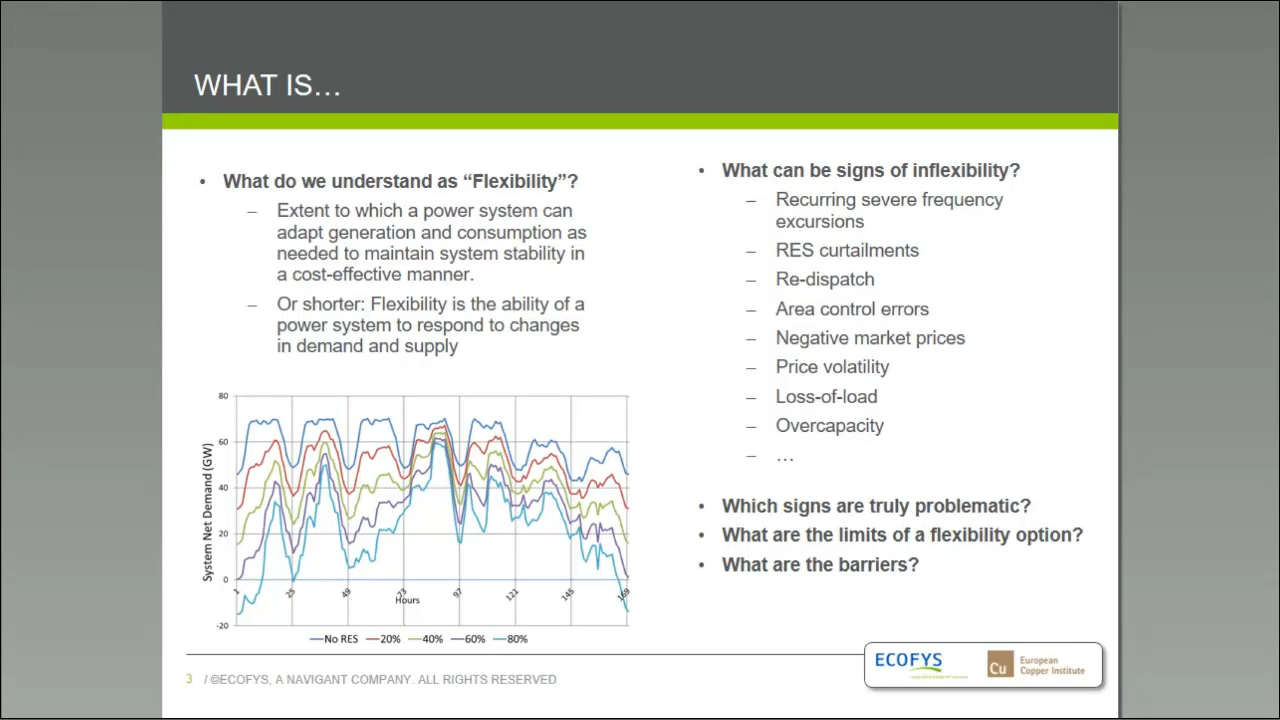 WHAT IS…
• What do we understand as “Flexibility”?
– Extent to which a power system can
adapt generation and consumption as
needed to maintain system stability in
a cost-effective manner.
– Or shorter: Flexibility is the ability of a
power system to respond to changes
in demand and supply
System Net Demand (GW)
80
60
40
20
0
-20
1
25
49
73
97
121
145
169
Hours
No RES
20%
40%
60%
80%
• What can be signs of inflexibility?
– Recurring severe frequency
excursions
– RES curtailments
– Re-dispatch
– Area control errors
– Negative market prices
– Price volatility
– Loss-of-load
– Overcapacity
– …
• Which signs are truly problematic?
• What are the limits of a flexibility option?
• What are the barriers?
3 / ©ECOFYS, A NAVIGANT COMPANY. ALL RIGHTS RESERVED
ECOFYS
Cu
European
Copper Institute